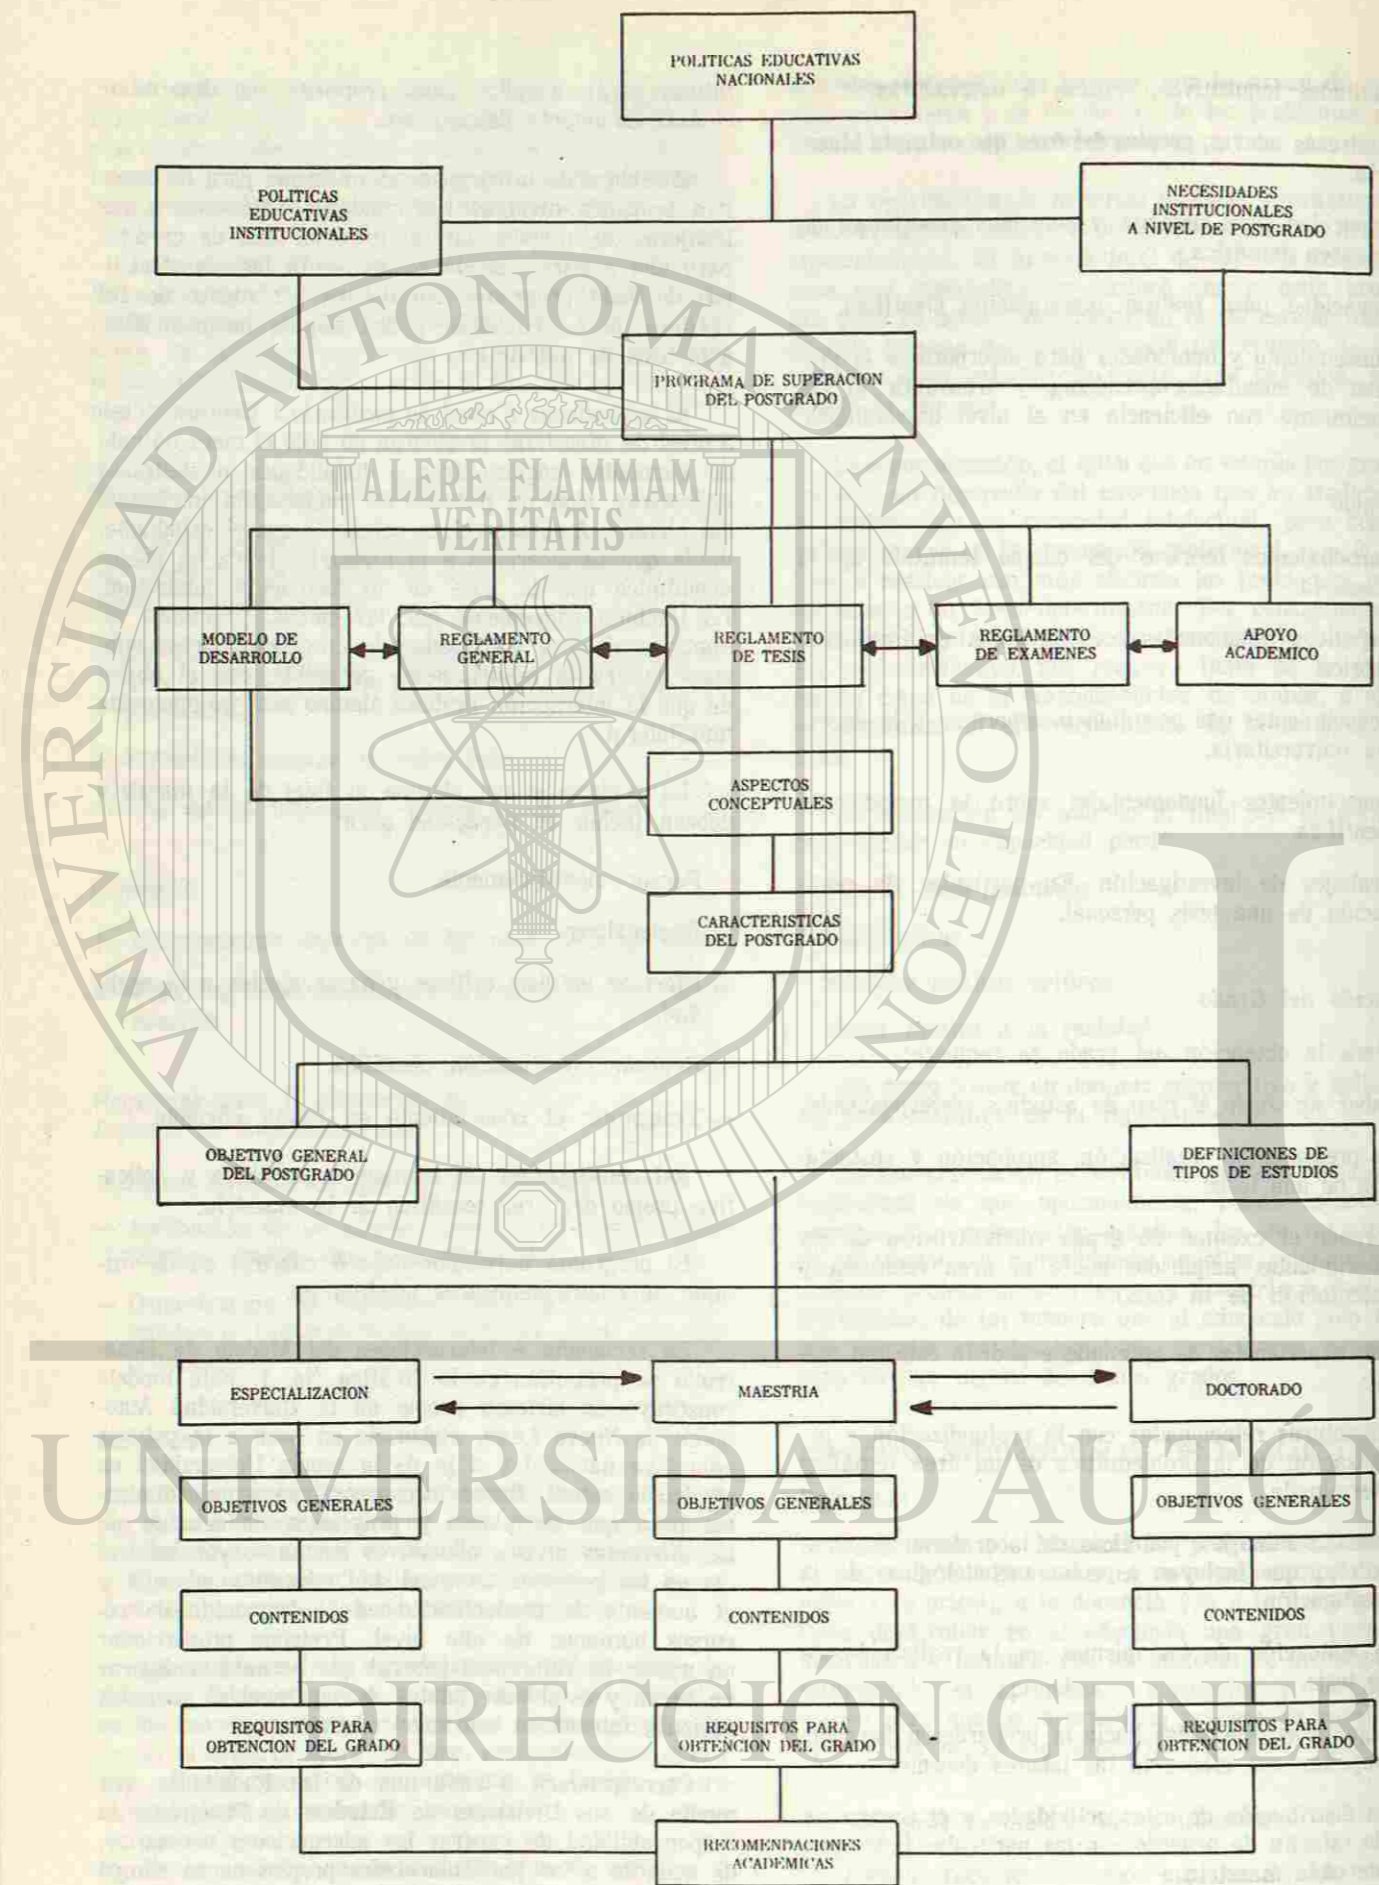 POLITICAS EDUCATIVAS
NACIONALES
POLITICAS
EDUCATIVAS
INSTITUCIONALES
NECESIDADES
INSTITUCIONALES
A NIVEL DE POSTGRADO
PROGRAMA DE SUPERACION
DEL POSTGRADO
MODELO DE
DESARROLLO
REGLAMENTO
GENERAL
REGLAMENTO
DE TESIS
REGLAMENTO
DE EXAMENES
APOYO
ACADEMICO
ASPECTOS
CONCEPTUALES
CARACTERISTICAS
DEL POSTGRADO
OBJETIVO GENERAL
DEL POSTGRADO
DEFINICIONES DE
TIPOS DE ESTUDIOS
ESPECIALIZACION
MAESTRIA
DOCTORADO
OBJETIVOS GENERALES
OBJETIVOS GENERALES
OBJETIVOS GENERALES
CONTENIDOS
CONTENIDOS
CONTENIDOS
REQUISITOS PARA
OBTENCION DEL GRADO
REQUISITOS PARA
OBTENCION DEL GRADO
REQUISITOS PARA
OBTENCION DEL GRADO
RECOMENDACIONES
ACADEMICAS
UNIVERSIDAD AUTONOMA DE NUEVO LEON
ALERE FLAMMAM
VERITATIS
U
UNIVERSIDAD AUTÓN
DIRECCIÓN GENER